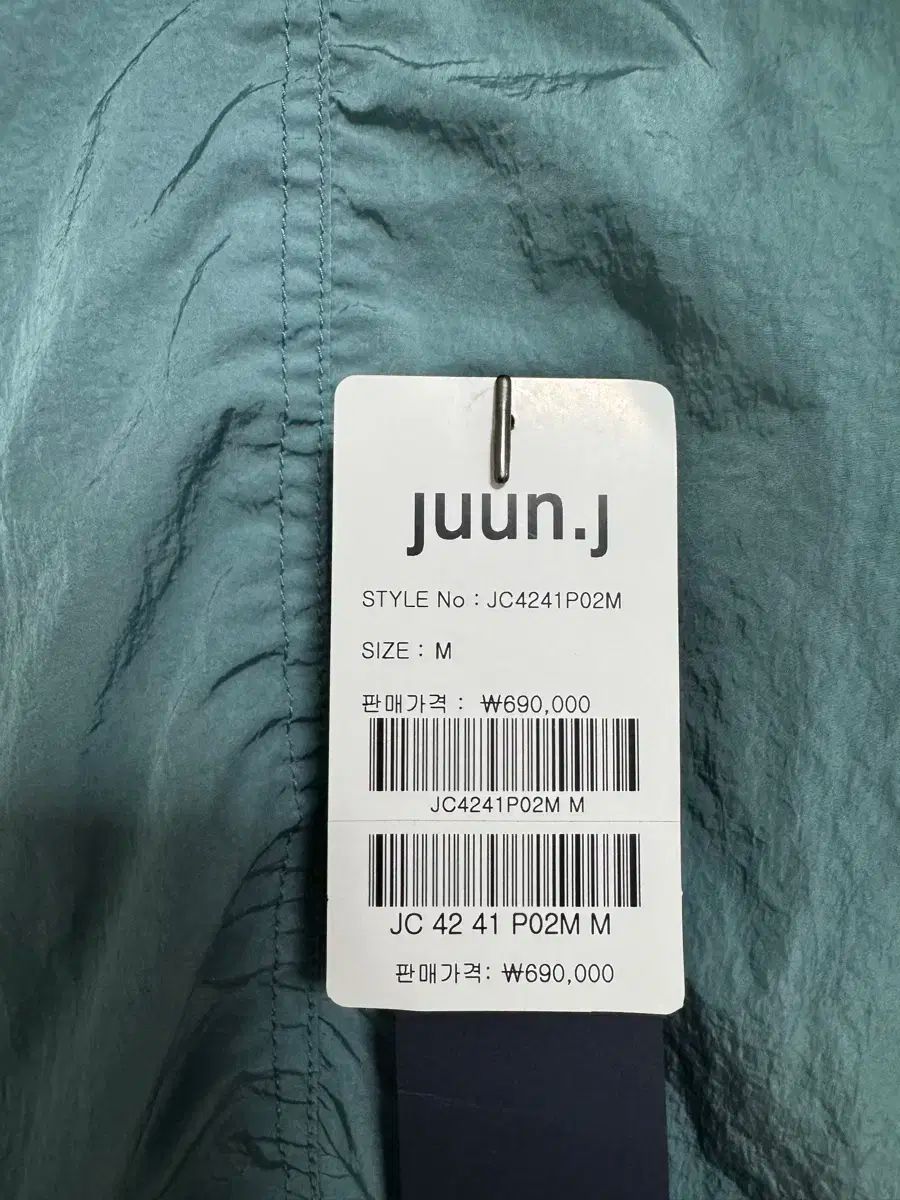 juun.j
STYLE No : JC4241P02M
SIZE : M
판매가격 : ₩690,000
JC4241P02M M
JC 42 41 P02M M
판매가격: ₩690,000